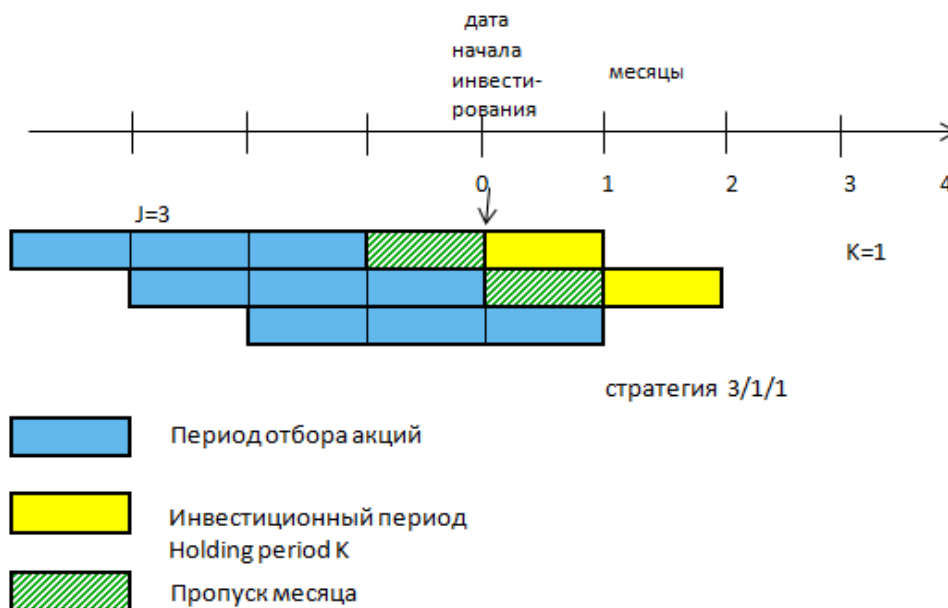 дата
начала
инвести-
рования
месяцы
0 1 2 3 4
J=3
K=1
стратегия 3/1/1
Период отбора акций
Инвестиционный период
Holding period K
Пропуск месяца